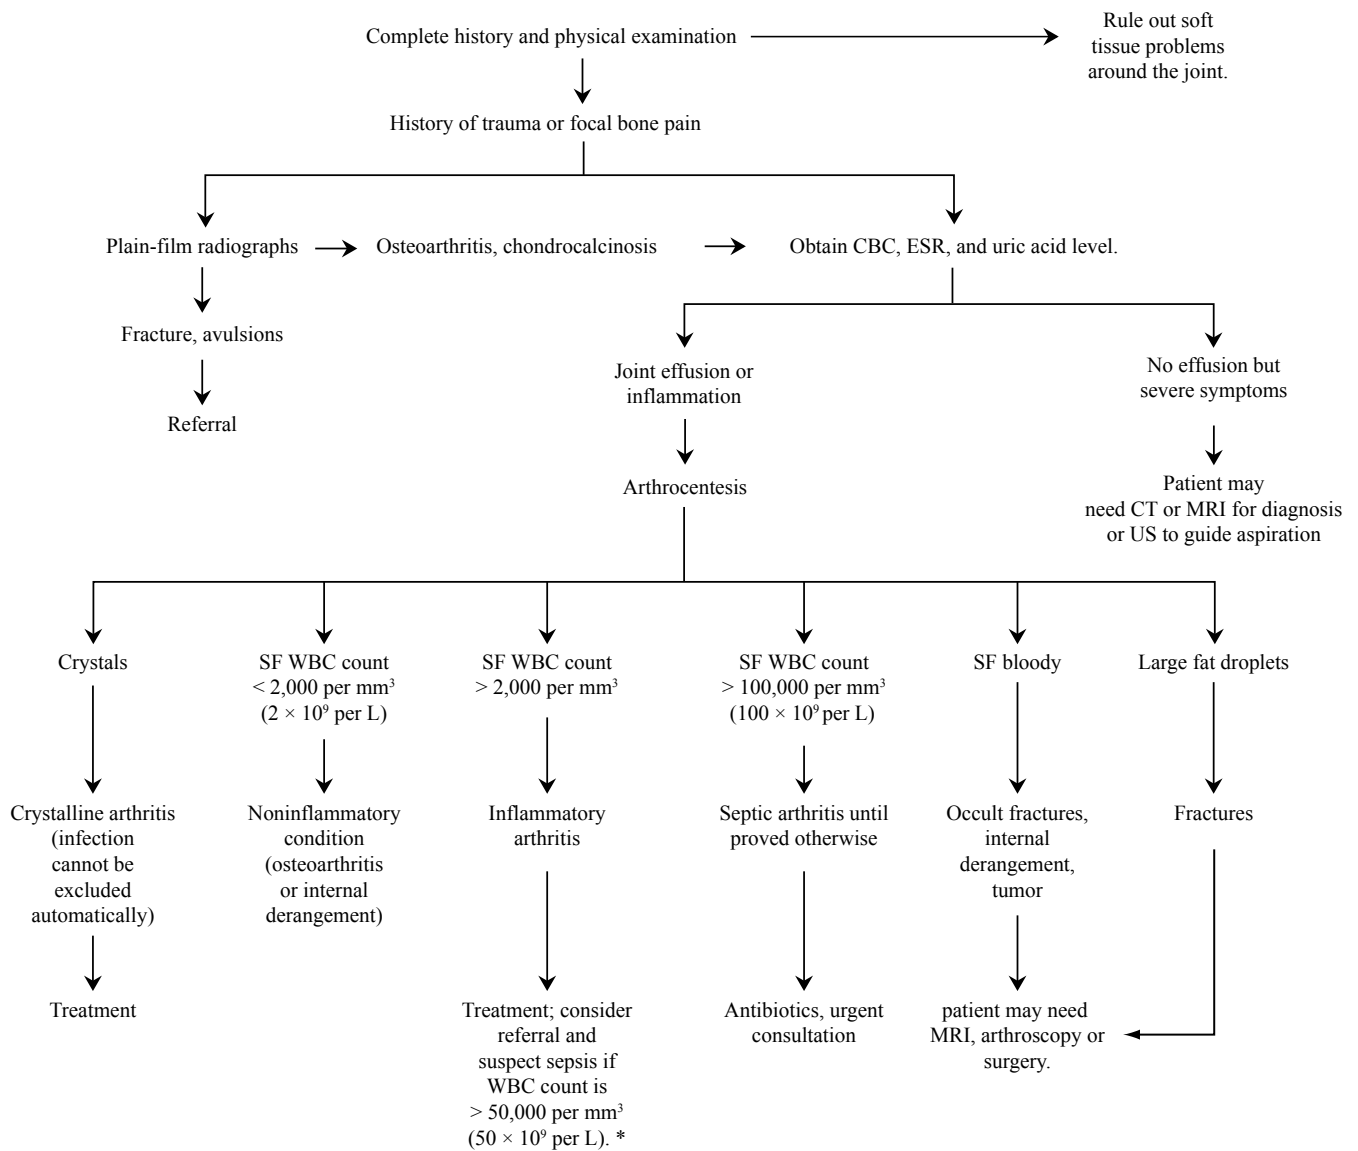 Complete history and physical examination
Rule out soft
tissue problems
around the joint.
History of trauma or focal bone pain
Plain-film radiographs
Osteoarthritis, chondrocalcinosis
Obtain CBC, ESR, and uric acid level.
Fracture, avulsions
Referral
Joint effusion or
inflammation
No effusion but
severe symptoms
Arthrocentesis
Patient may
need CT or MRI for diagnosis
or US to guide aspiration
Crystals
SF WBC count
< 2,000 per mm³
(2 × 10⁹ per L)
SF WBC count
> 2,000 per mm³
SF WBC count
> 100,000 per mm³
(100 × 10⁹ per L)
SF bloody
Large fat droplets
Crystalline arthritis
(infection
cannot be
excluded
automatically)
Noninflammatory
condition
(osteoarthritis
or internal
derangement)
Inflammatory
arthritis
Septic arthritis until
proved otherwise
Occult fractures,
internal
derangement,
tumor
Fractures
Treatment
Treatment; consider
referral and
suspect sepsis if
WBC count is
> 50,000 per mm³
(50 × 10⁹ per L). *
Antibiotics, urgent
consultation
patient may need
MRI, arthroscopy or
surgery.